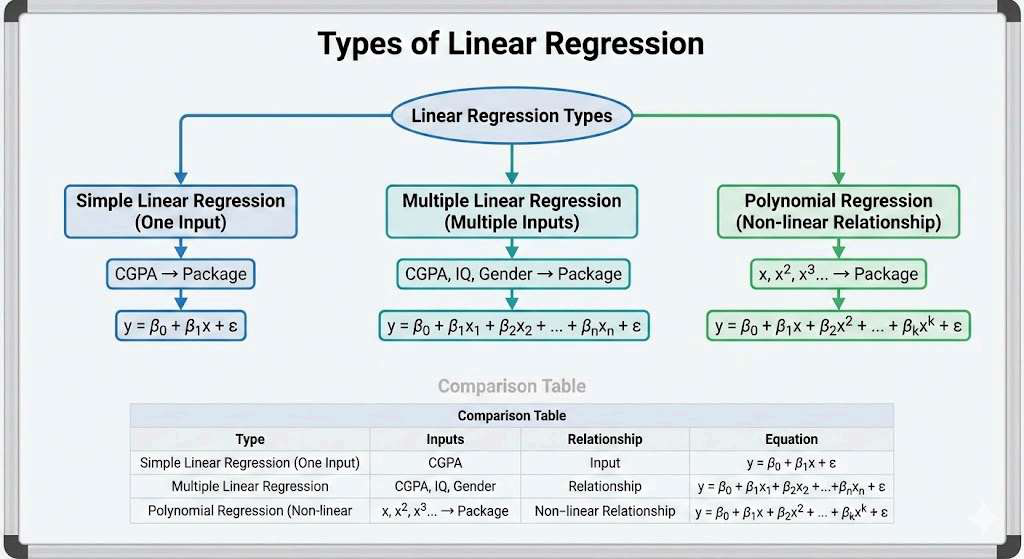 Types of Linear Regression
Linear Regression Types
Simple Linear Regression
(One Input)
Multiple Linear Regression
(Multiple Inputs)
Polynomial Regression
(Non-linear Relationship)
CGPA → Package
CGPA, IQ, Gender → Package
x, x², x³... → Package
y = β₀ + β₁x + ε
y = β₀ + β₁x₁ + β₂x₂ + ... + βₙxₙ + ε
y = β₀ + β₁x + β₂x² + ... + βₖxᵏ + ε
Comparison Table
Comparison Table
Type Inputs Relationship Equation
Simple Linear Regression (One Input) CGPA Input y = β₀ + β₁x + ε
Multiple Linear Regression CGPA, IQ, Gender Relationship y = β₀ + β₁x₁+ β₂x₂ +...+βₙxₙ + ε
Polynomial Regression (Non-linear x, x², x³... → Package Non-linear Relationship y = β₀ + β₁x + β₂x² + ... + βₖxᵏ + ε